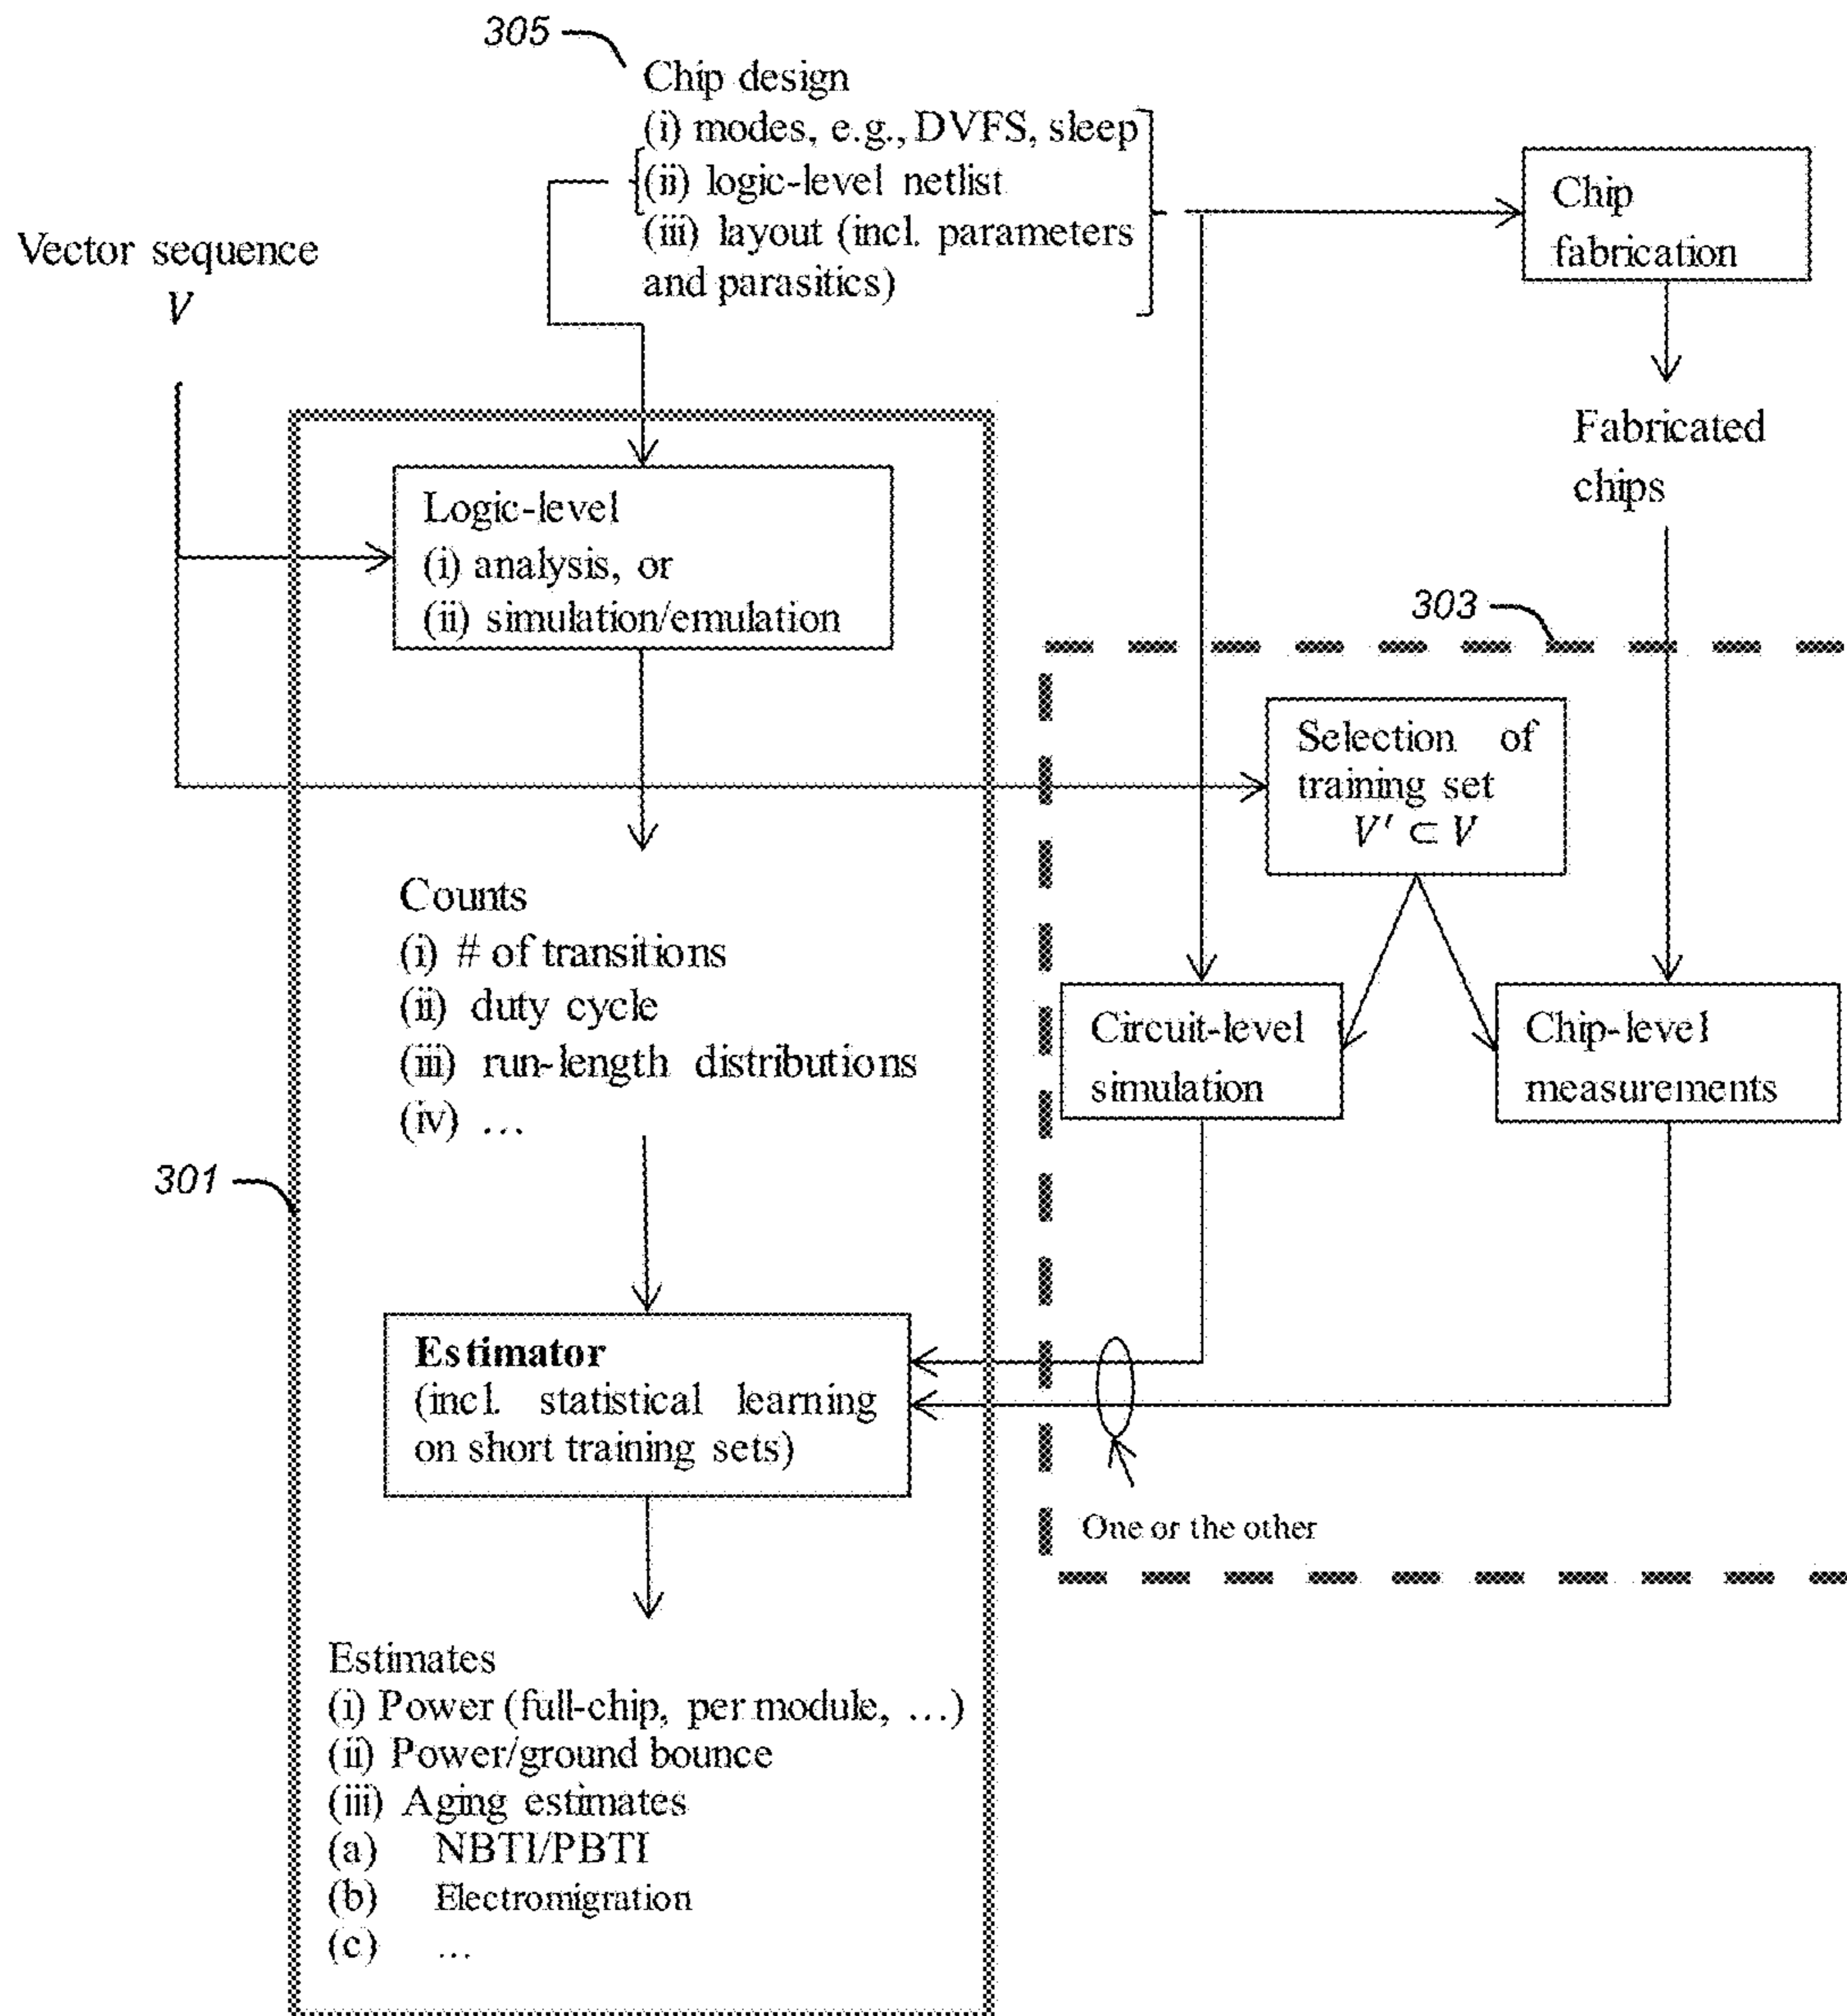 305
Chip design
(i) modes, e.g., DVFS, sleep
(ii) logic-level netlist
(iii) layout (incl. parameters
and parasitics)
Chip
fabrication
Vector sequence
V
Fabricated
chips
Logic-level
(i) analysis, or
(ii) simulation/emulation
303
Selection of
training set
V' ⊂ V
Counts
(i) # of transitions
(ii) duty cycle
(iii) run-length distributions
(iv) ...
Circuit-level
simulation
Chip-level
measurements
301
Estimator
(incl. statistical learning
on short training sets)
One or the other
Estimates
(i) Power (full-chip, per module, ...)
(ii) Power/ground bounce
(iii) Aging estimates
(a) NBTI/PBTI
(b) Electromigration
(c) ...